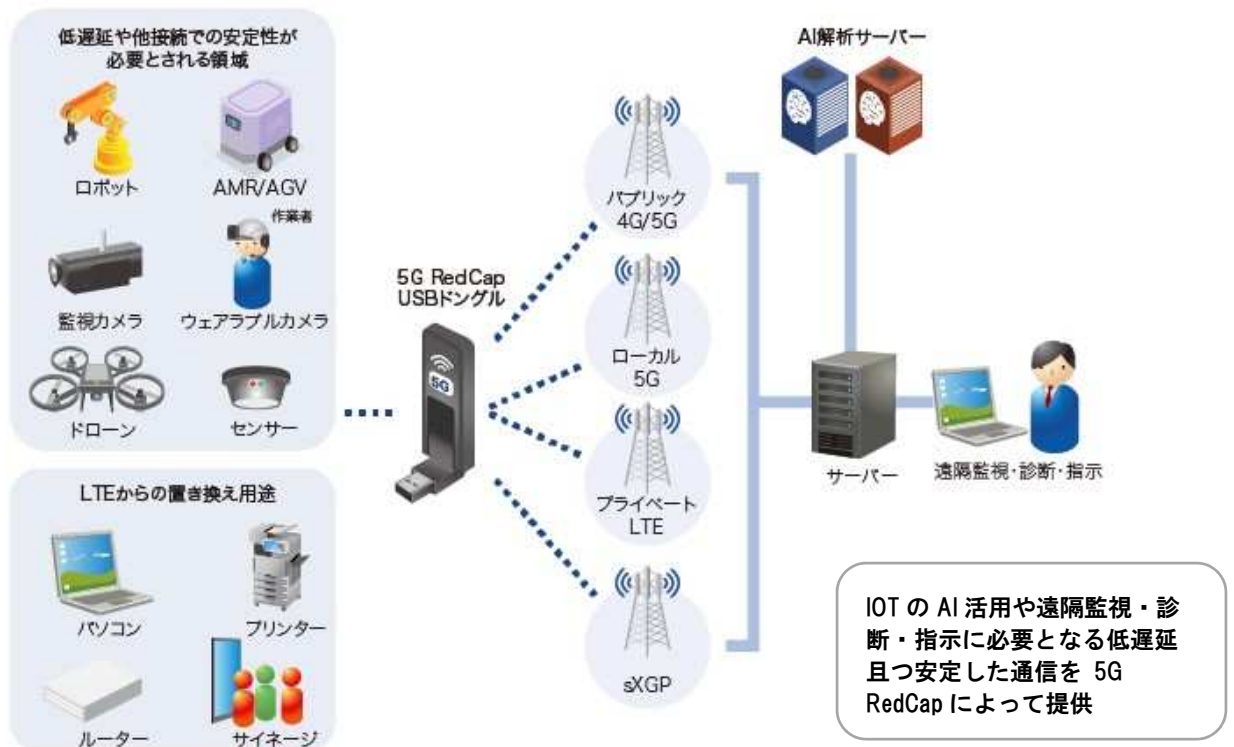 低遅延や他接続での安定性が
必要とされる領域
ロボット
AMR/AGV
作業者
監視カメラ
ウェアラブルカメラ
ドローン
センサー
LTEからの置き換え用途
パソコン
プリンター
ルーター
サイネージ
5G RedCap
USBドングル
5G
パブリック
4G/5G
ローカル
5G
プライベート
LTE
sXGP
AI解析サーバー
サーバー
遠隔監視・診断・指示
IOT の AI 活用や遠隔監視・診
断・指示に必要となる低遅延
且つ安定した通信を 5G
RedCap によって提供